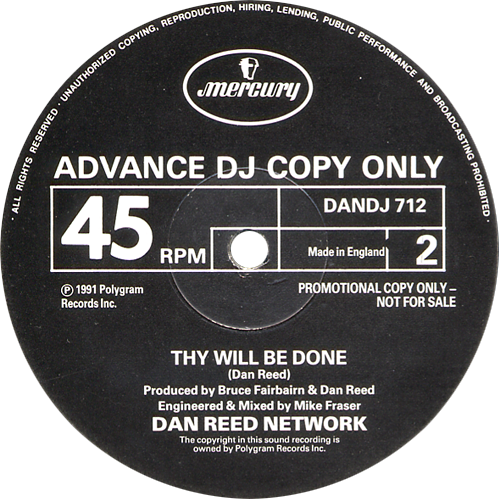 · ALL RIGHTS RESERVED · UNAUTHORIZED COPYING, REPRODUCTION, HIRING, LENDING, PUBLIC PERFORMANCE AND BROADCASTING PROHIBITED ·
mercury
ADVANCE DJ COPY ONLY
45 RPM
DANDJ 712
Made in England
2
℗ 1991 Polygram
Records Inc.
PROMOTIONAL COPY ONLY –
NOT FOR SALE
THY WILL BE DONE
(Dan Reed)
Produced by Bruce Fairbairn & Dan Reed
Engineered & Mixed by Mike Fraser
DAN REED NETWORK
The copyright in this sound recording is
owned by Polygram Records Inc.